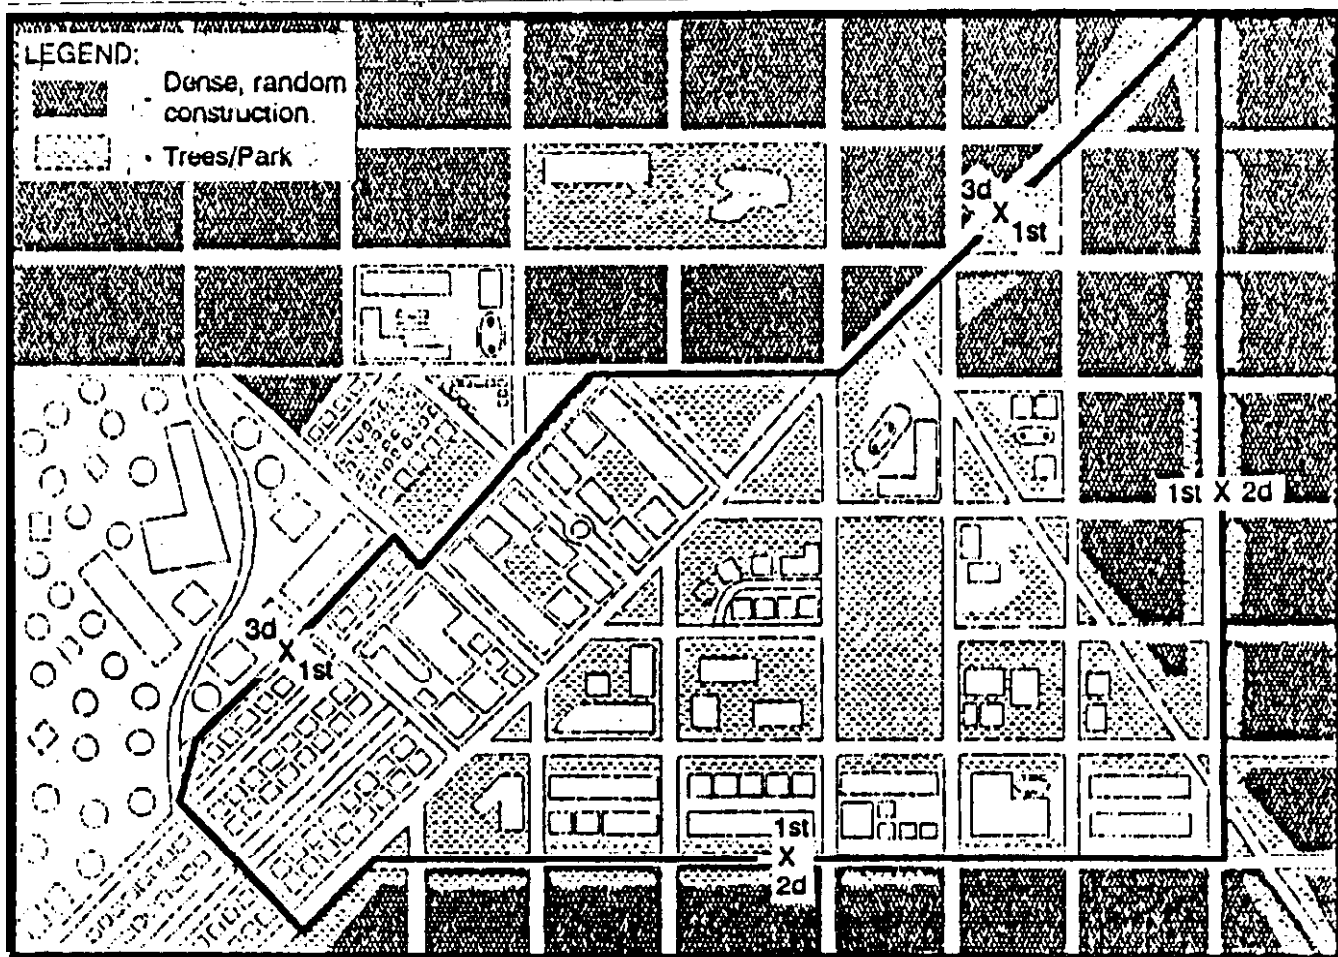 LEGEND:
Dense, random
construction
• Trees/Park
3d
X
1st
1st X 2d
3d
X
1st
1st
X
2d